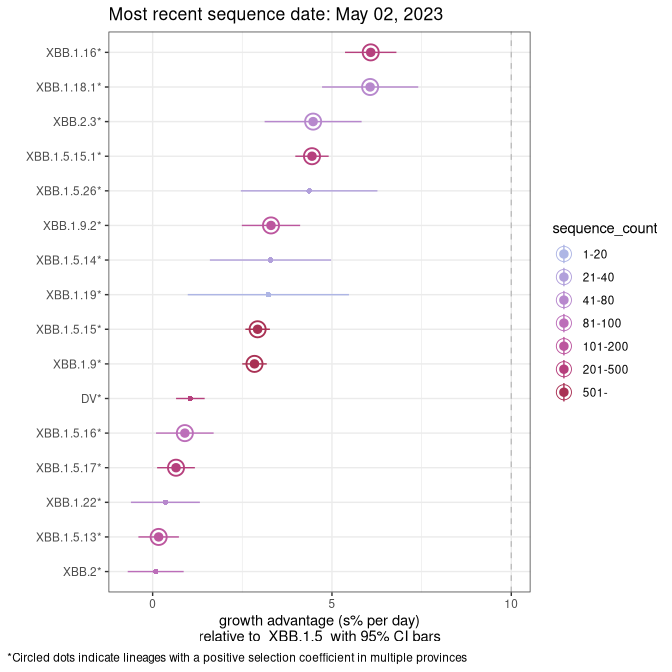 Most recent sequence date: May 02, 2023
XBB.1.16*
XBB.1.18.1*
XBB.2.3*
XBB.1.5.15.1*
XBB.1.5.26*
XBB.1.9.2*
XBB.1.5.14*
XBB.1.19*
XBB.1.5.15*
XBB.1.9*
DV*
XBB.1.5.16*
XBB.1.5.17*
XBB.1.22*
XBB.1.5.13*
XBB.2*
0 5 10
growth advantage (s% per day)
relative to XBB.1.5 with 95% CI bars
sequence_count
1-20
21-40
41-80
81-100
101-200
201-500
501-
*Circled dots indicate lineages with a positive selection coefficient in multiple provinces